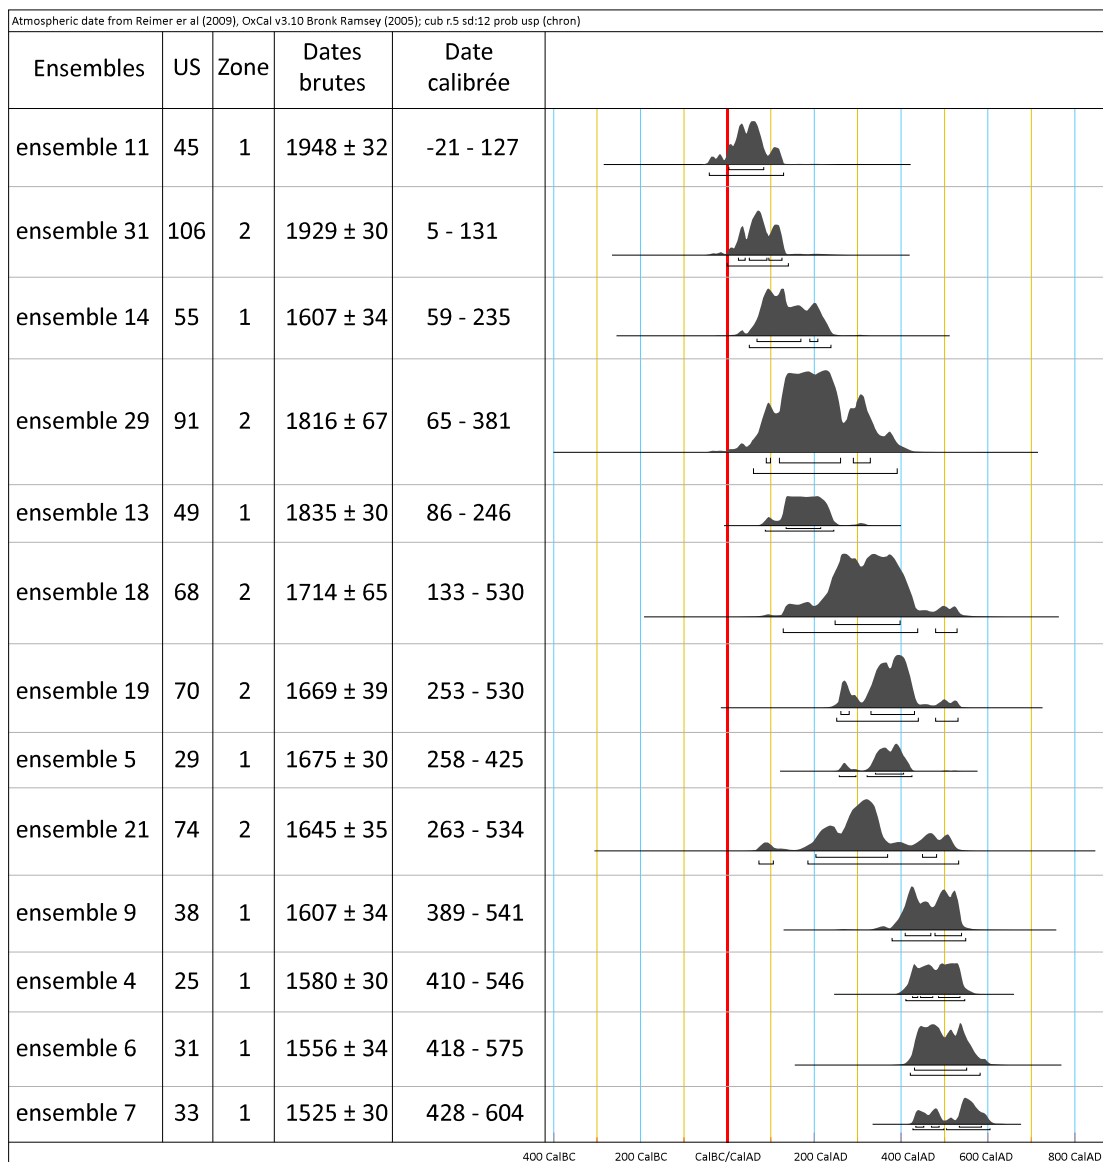 Atmospheric date from Reimer er al (2009), OxCal v3.10 Bronk Ramsey (2005); cub r.5 sd:12 prob usp (chron)
Ensembles US Zone Dates brutes Date calibrée
ensemble 11 45 1 1948 ± 32 -21 - 127
ensemble 31 106 2 1929 ± 30 5 - 131
ensemble 14 55 1 1607 ± 34 59 - 235
ensemble 29 91 2 1816 ± 67 65 - 381
ensemble 13 49 1 1835 ± 30 86 - 246
ensemble 18 68 2 1714 ± 65 133 - 530
ensemble 19 70 2 1669 ± 39 253 - 530
ensemble 5 29 1 1675 ± 30 258 - 425
ensemble 21 74 2 1645 ± 35 263 - 534
ensemble 9 38 1 1607 ± 34 389 - 541
ensemble 4 25 1 1580 ± 30 410 - 546
ensemble 6 31 1 1556 ± 34 418 - 575
ensemble 7 33 1 1525 ± 30 428 - 604
400 CalBC 200 CalBC CalBC/CalAD 200 CalAD 400 CalAD 600 CalAD 800 CalAD